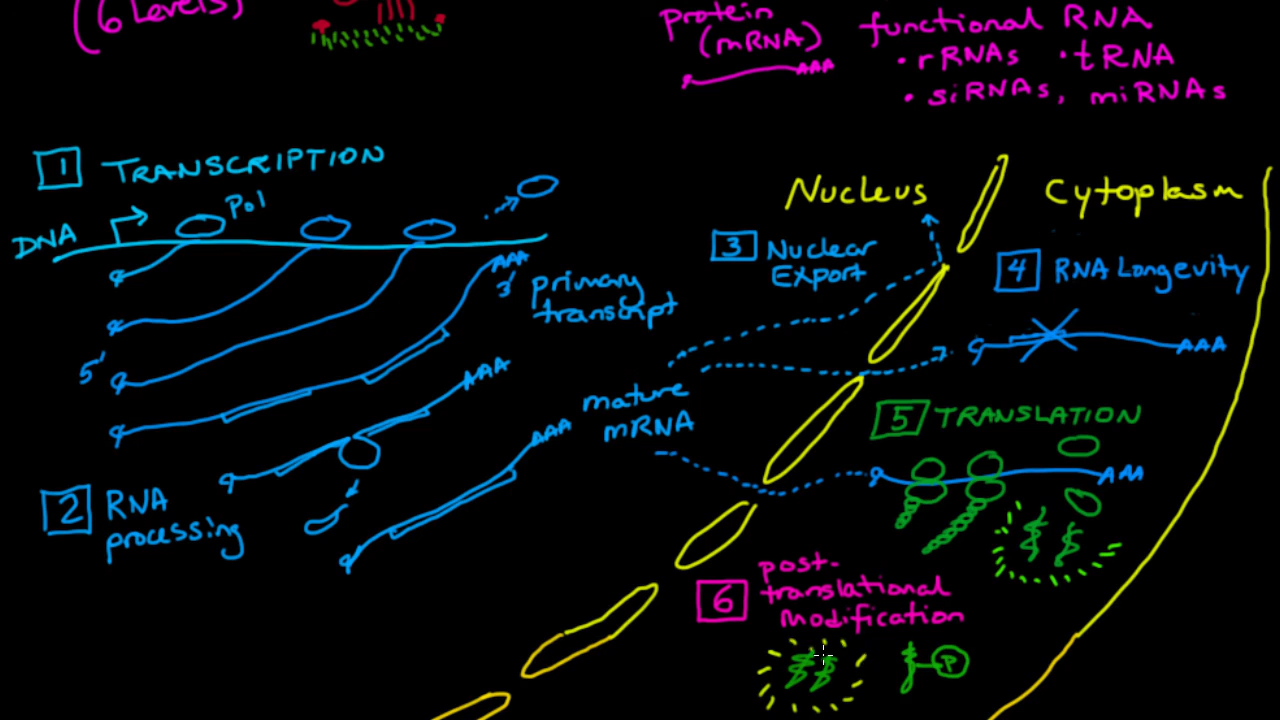 (6 Levels)
protein
(mRNA)
AAA
functional RNA
• rRNAs • tRNA
• siRNAs, miRNAs
1 TRANSCRIPTION
DNA
Pol
AAA
3'
primary
transcript
5'
AAA
2 RNA
processing
AAA
mature
mRNA
Nucleus
Cytoplasm
3 Nuclear
Export
4 RNA Longevity
AAA
5 TRANSLATION
AAA
6 post-
translational
Modification
P